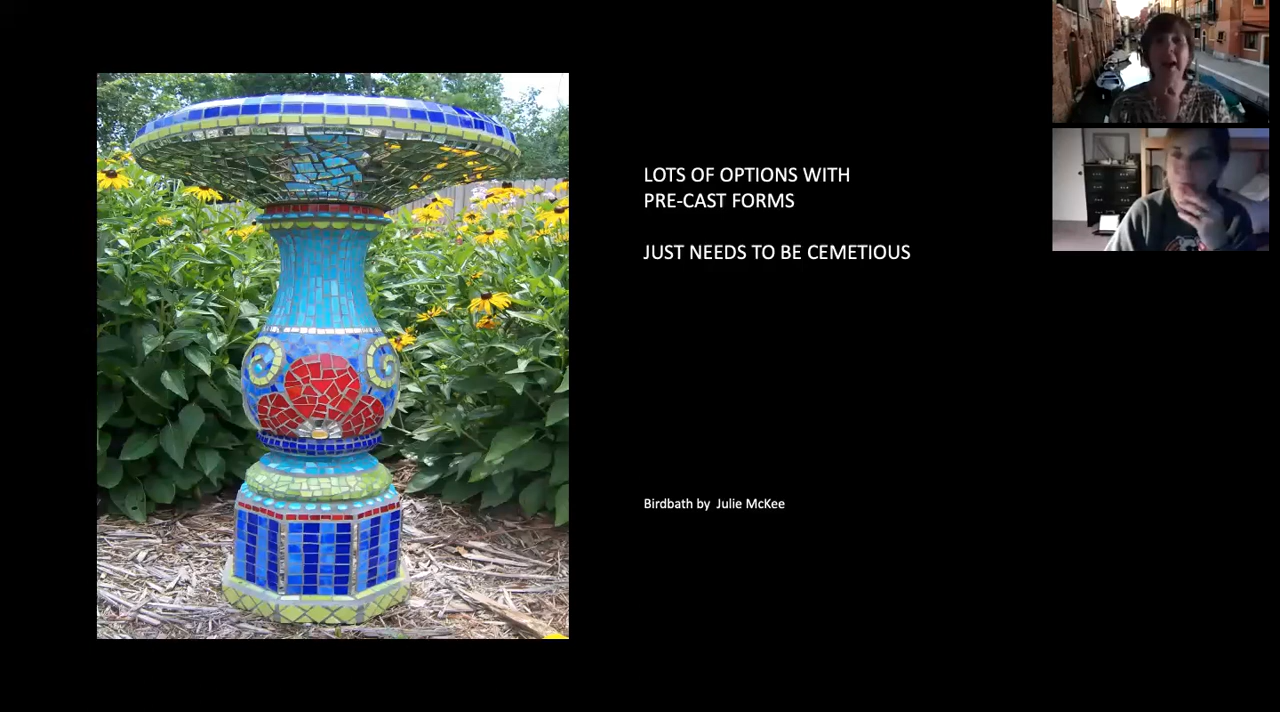 LOTS OF OPTIONS WITH
PRE-CAST FORMS
JUST NEEDS TO BE CEMETIOUS
Birdbath by Julie McKee